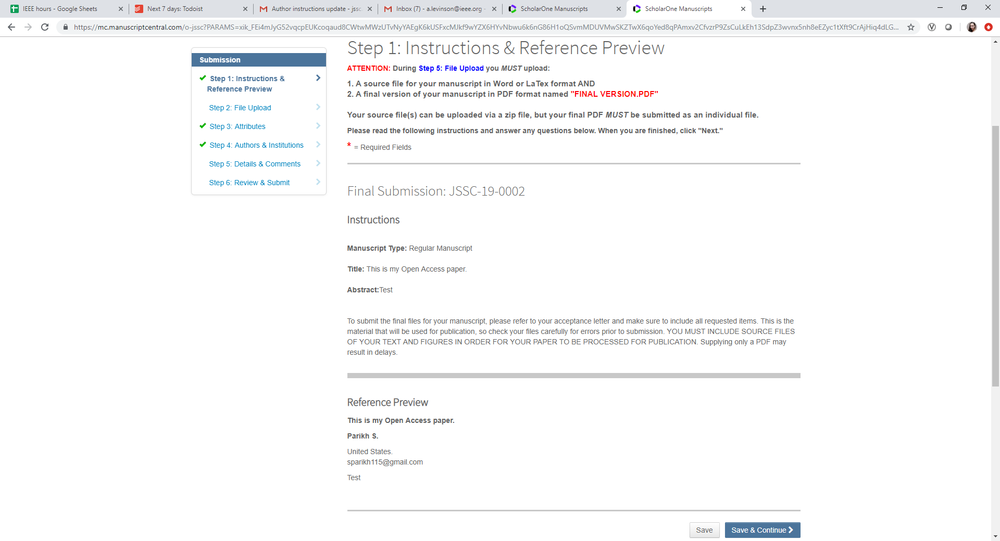 IEEE hours - Google Sheets
Next 7 days: Todoist
Author instructions update - jssc
Inbox (7) - a.levinson@ieee.org -
ScholarOne Manuscripts
ScholarOne Manuscripts
Submission
Step 1: Instructions &
Reference Preview
Step 2: File Upload
Step 3: Attributes
Step 4: Authors & Institutions
Step 5: Details & Comments
Step 6: Review & Submit
Step 1: Instructions & Reference Preview
ATTENTION: During Step 5: File Upload you MUST upload:
1. A source file for your manuscript in Word or LaTex format AND
2. A final version of your manuscript in PDF format named "FINAL VERSION.PDF"
Your source file(s) can be uploaded via a zip file, but your final PDF MUST be submitted as an individual file.
Please read the following instructions and answer any questions below. When you are finished, click "Next."
* = Required Fields
Final Submission: JSSC-19-0002
Instructions
Manuscript Type: Regular Manuscript
Title: This is my Open Access paper.
Abstract:Test
To submit the final files for your manuscript, please refer to your acceptance letter and make sure to include all requested items. This is the
material that will be used for publication, so check your files carefully for errors prior to submission. YOU MUST INCLUDE SOURCE FILES
OF YOUR TEXT AND FIGURES IN ORDER FOR YOUR PAPER TO BE PROCESSED FOR PUBLICATION. Supplying only a PDF may
result in delays.
Reference Preview
This is my Open Access paper.
Parikh S.
United States.
sparikh115@gmail.com
Test
Save
Save & Continue